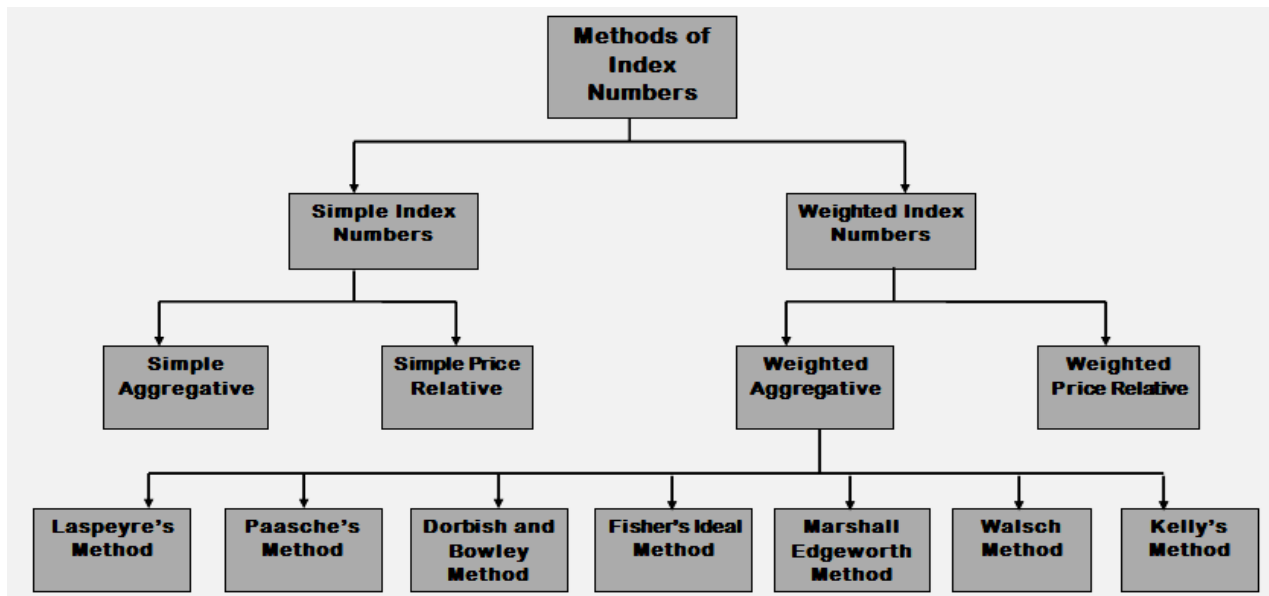 Methods of
Index
Numbers
Simple Index
Numbers
Weighted Index
Numbers
Simple
Aggregative
Simple Price
Relative
Weighted
Aggregative
Weighted
Price Relative
Laspeyre's
Method
Paasche's
Method
Dorbish and
Bowley
Method
Fisher's Ideal
Method
Marshall
Edgeworth
Method
Walsch
Method
Kelly's
Method